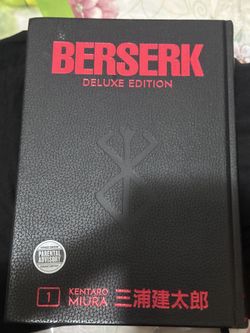 BERSERK
DELUXE EDITION
PARENTAL
ADVISORY
1
KENTARO
MIURA
三浦建太郎